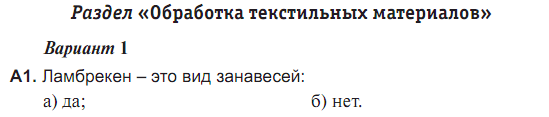 Раздел «Обработка текстильных материалов»
Вариант 1
А1. Ламбрекен – это вид занавесей:
а) да; б) нет.